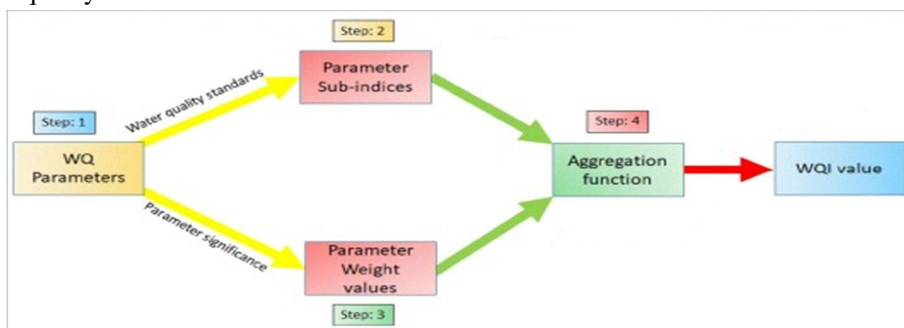 Step: 2
Parameter
Sub-indices
Water quality standards
Step: 1
WQ
Parameters
Step: 4
Aggregation
function
WQI value
Parameter significance
Parameter
Weight
values
Step: 3